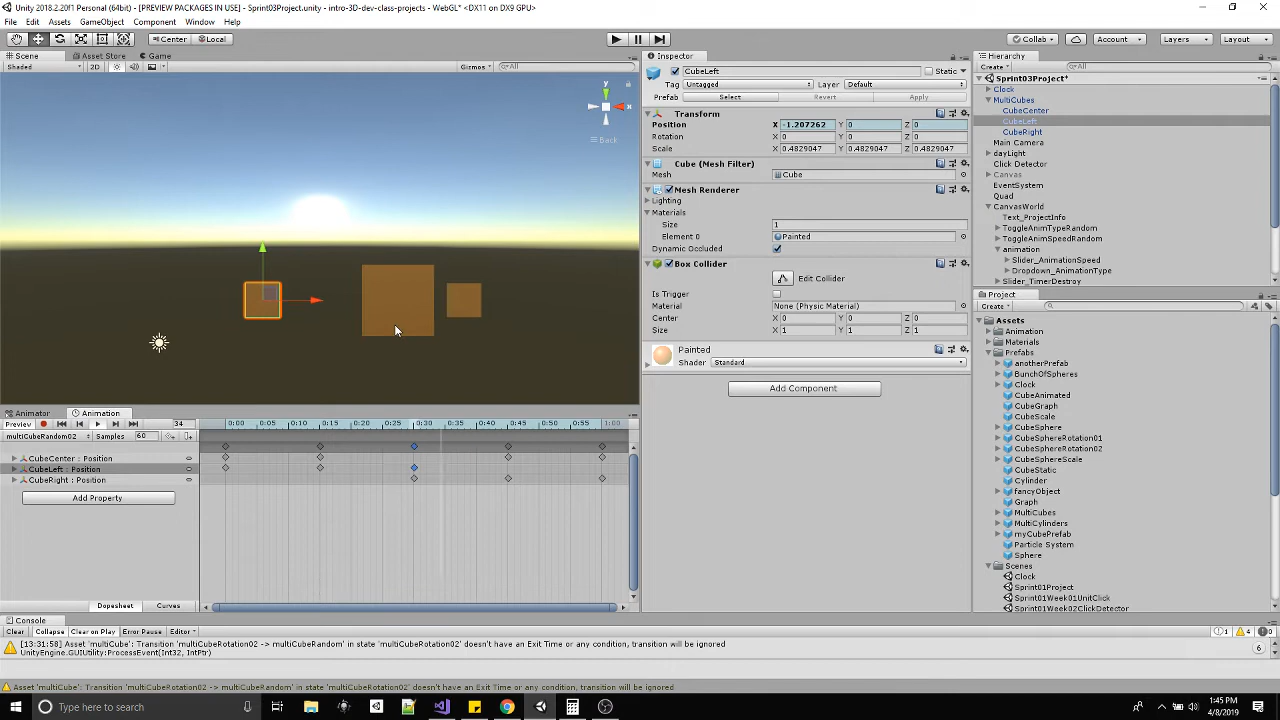 Unity 2018.2.20f1 Personal (64bit) - [PREVIEW PACKAGES IN USE] - Sprint03Project.unity - intro-3D-dev-class-projects - WebGL* <DX11 on DX9 GPU>
File Edit Assets GameObject Component Window Help
Center Local Collab Account Layers Layout
Scene Asset Store Game
Shaded 2D Gizmos All
y
x
Back
Animator Animation
Preview 34 0:00 0:05 0:10 0:15 0:20 0:25 0:30 0:35 0:40 0:45 0:50 0:55 1:00
multiCubeRandom02 Samples 60
CubeCenter : Position
CubeLeft : Position
CubeRight : Position
Add Property
Dopesheet Curves
Inspector
CubeLeft Static
Tag Untagged Layer Default
Prefab Select Revert Apply
Transform
Position X -1.207262 Y 0 Z 0
Rotation X 0 Y 0 Z 0
Scale X 0.4829047 Y 0.4829047 Z 0.4829047
Cube (Mesh Filter)
Mesh Cube
Mesh Renderer
Lighting
Materials
Size 1
Element 0 Painted
Dynamic Occluded
Box Collider
Edit Collider
Is Trigger
Material None (Physic Material)
Center X 0 Y 0 Z 0
Size X 1 Y 1 Z 1
Painted
Shader Standard
Add Component
Hierarchy
Create All
Sprint03Project*
Clock
MultiCubes
CubeCenter
CubeLeft
CubeRight
Main Camera
dayLight
Click Detector
Canvas
EventSystem
Quad
CanvasWorld
Text_ProjectInfo
ToggleAnimTypeRandom
ToggleAnimSpeedRandom
animation
Slider_AnimationSpeed
Dropdown_AnimationType
Slider_TimerDestroy
Project
Create
Assets
Animation
Materials
Prefabs
anotherPrefab
BunchOfSpheres
Clock
CubeAnimated
CubeGraph
CubeScale
CubeSphere
CubeSphereRotation01
CubeSphereRotation02
CubeSphereScale
CubeStatic
Cylinder
fancyObject
Graph
MultiCubes
MultiCylinders
myCubePrefab
Particle System
Sphere
Scenes
Clock
Sprint01Project
Sprint01Week01UnitClick
Sprint01Week02ClickDetector
Console
Clear Collapse Clear on Play Error Pause Editor 1 4 0
[13:31:58] Asset 'multiCube': Transition 'multiCubeRotation02 -> multiCubeRandom' in state 'multiCubeRotation02' doesn't have an Exit Time or any condition, transition will be ignored
UnityEngine.GUIUtility:ProcessEvent(Int32, IntPtr)
6
Asset 'multiCube': Transition 'multiCubeRotation02 -> multiCubeRandom' in state 'multiCubeRotation02' doesn't have an Exit Time or any condition, transition will be ignored
Type here to search
1:45 PM
4/8/2019